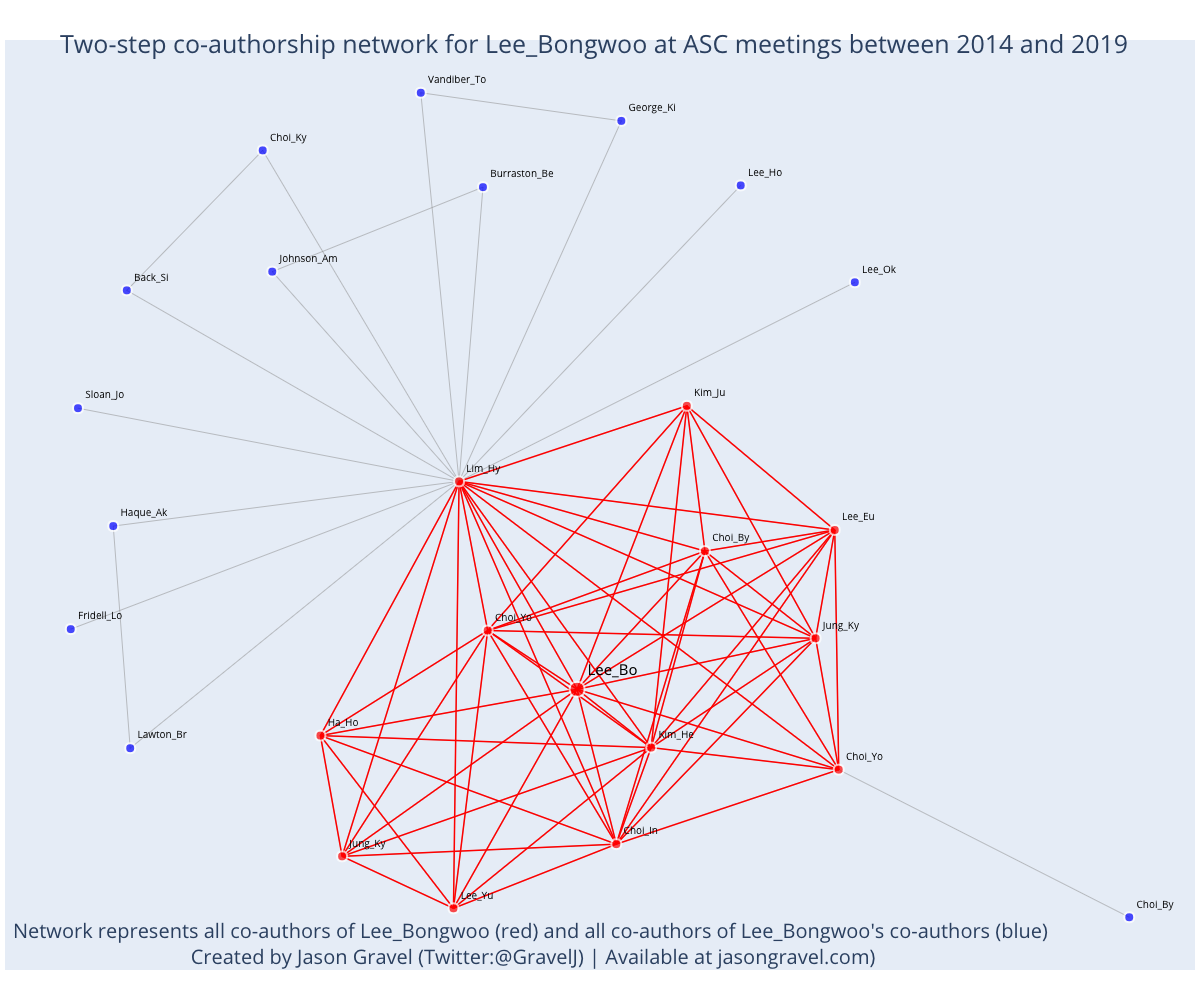 Two-step co-authorship network for Lee_Bongwoo at ASC meetings between 2014 and 2019
Vandiber_To
George_Ki
Choi_Ky
Burraston_Be
Lee_Ho
Johnson_Am
Lee_Ok
Back_Si
Sloan_Jo
Kim_Ju
Lim_Hy
Haque_Ak
Lee_Eu
Choi_By
Fridell_Lo
Choi_Yo
Jung_Ky
Lee_Bo
Ha_Ho
Lawton_Br
Kim_He
Choi_Yo
Choi_In
Jung_Ky
Lee_Yu
Choi_By
Network represents all co-authors of Lee_Bongwoo (red) and all co-authors of Lee_Bongwoo's co-authors (blue)
Created by Jason Gravel (Twitter:@GravelJ) | Available at jasongravel.com)